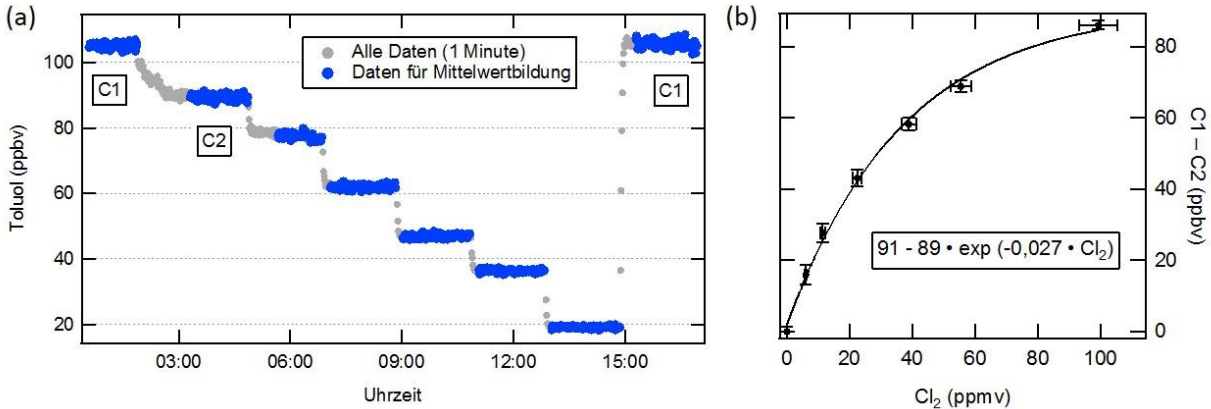 (a)
Toluol (ppbv)
100
80
60
40
20
C1
C2
Alle Daten (1 Minute)
Daten für Mittelwertbildung
C1
03:00 06:00 09:00 12:00 15:00
Uhrzeit
(b)
91 - 89 • exp (-0,027 • Cl₂)
80
60
40
20
0
C1 – C2 (ppbv)
0 20 40 60 80 100
Cl₂ (ppmv)